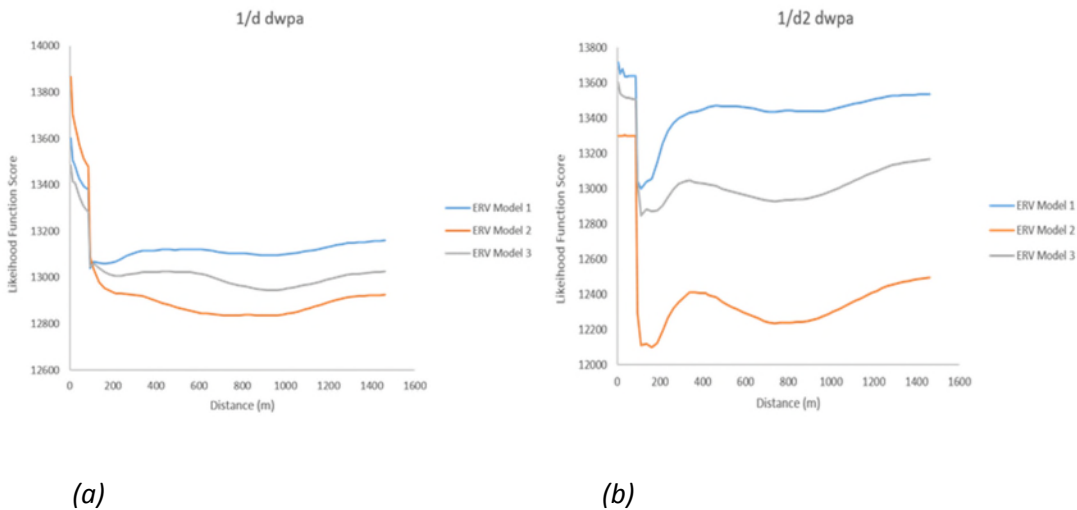 1/d dwpa
14000
13800
13600
13400
13200
13000
12800
12600
0 200 400 600 800 1000 1200 1400 1600
Likeihood Function Score
Distance (m)
ERV Model 1
ERV Model 2
ERV Model 3
(a)
1/d2 dwpa
13800
13600
13400
13200
13000
12800
12600
12400
12200
12000
0 200 400 600 800 1000 1200 1400 1600
Likelihood Function Score
Distance (m)
ERV Model 1
ERV Model 3
ERV Model 2
(b)